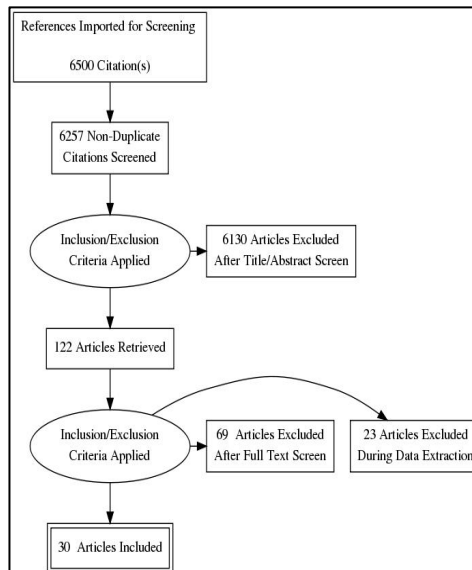 References Imported for Screening
6500 Citation(s)
6257 Non-Duplicate
Citations Screened
Inclusion/Exclusion
Criteria Applied
6130 Articles Excluded
After Title/Abstract Screen
122 Articles Retrieved
Inclusion/Exclusion
Criteria Applied
69 Articles Excluded
After Full Text Screen
23 Articles Excluded
During Data Extraction
30 Articles Included